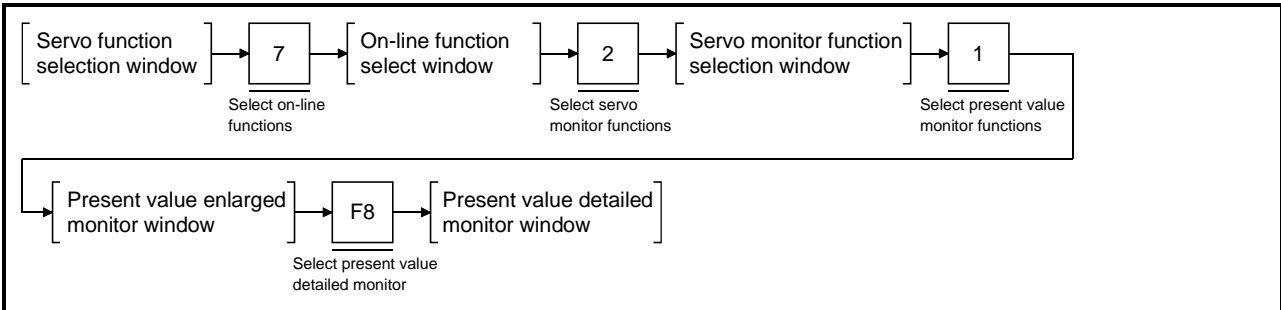 Servo function
selection window
7
Select on-line
functions
On-line function
select window
2
Select servo
monitor functions
Servo monitor function
selection window
1
Select present value
monitor functions
Present value enlarged
monitor window
F8
Select present value
detailed monitor
Present value detailed
monitor window